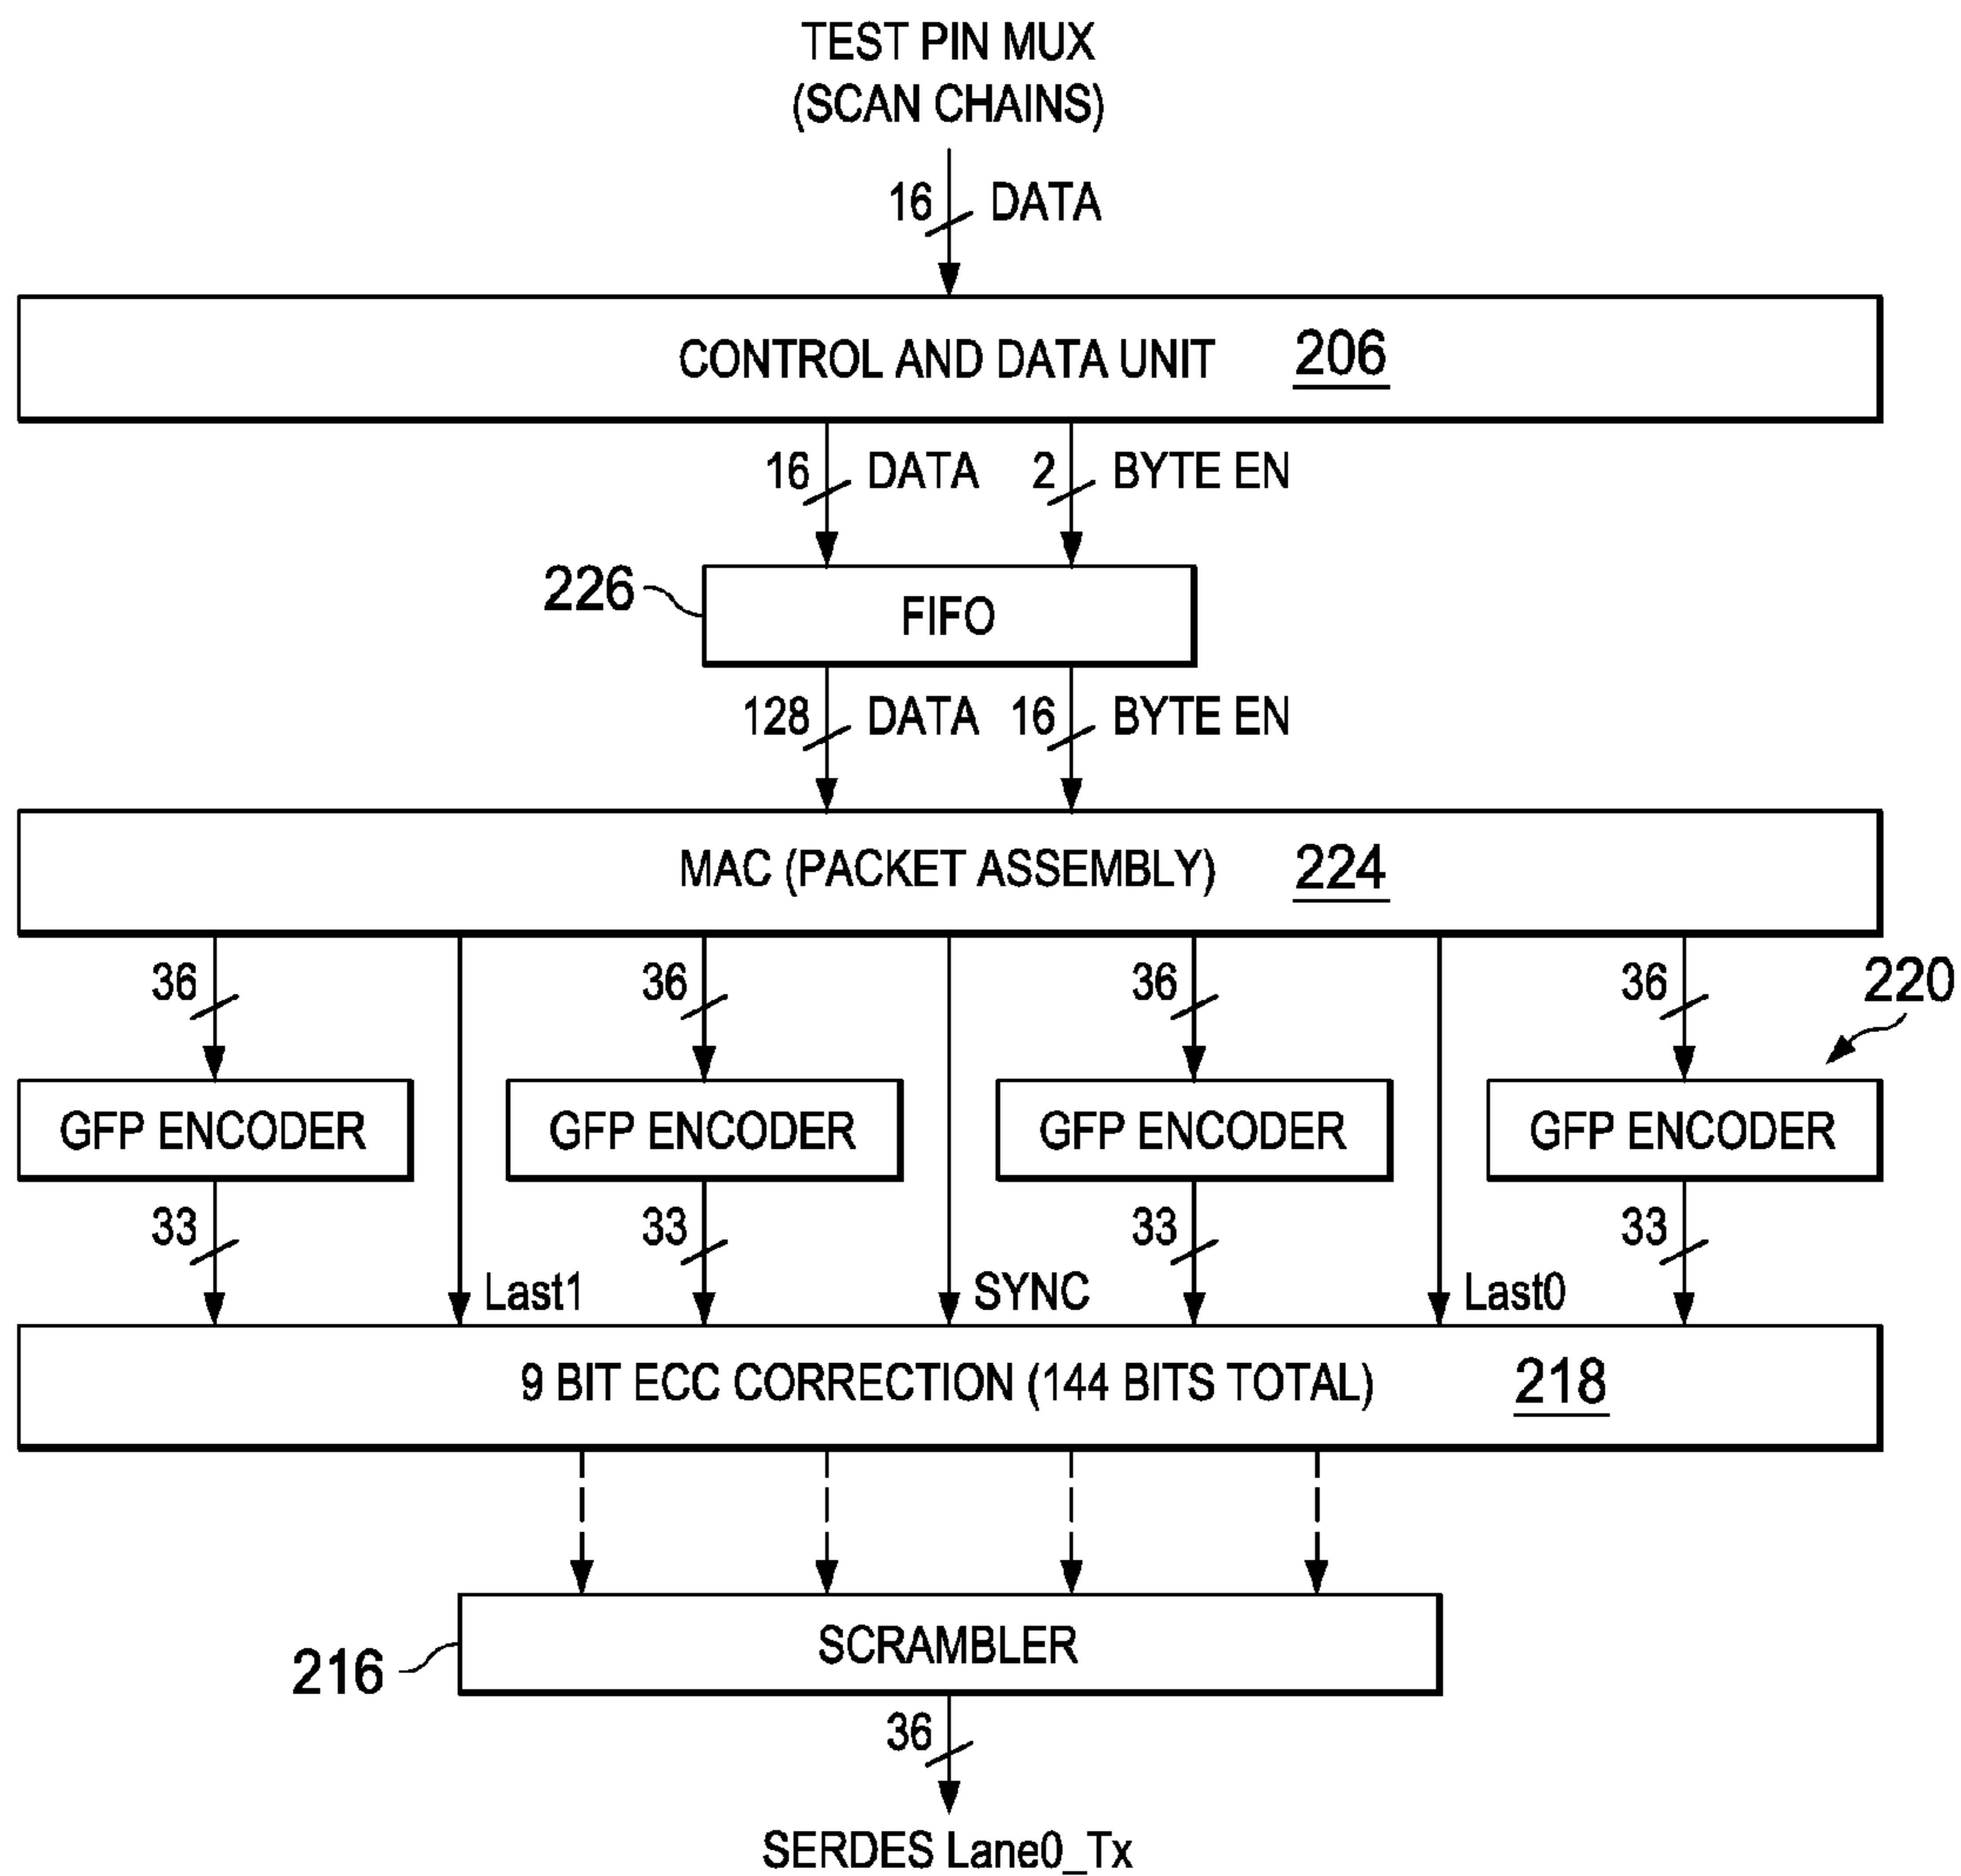 TEST PIN MUX
(SCAN CHAINS)
16 DATA
CONTROL AND DATA UNIT 206
16 DATA 2 BYTE EN
226
FIFO
128 DATA 16 BYTE EN
MAC (PACKET ASSEMBLY) 224
36 36 36 36
220
GFP ENCODER GFP ENCODER GFP ENCODER GFP ENCODER
33 33 33 33
Last1 SYNC Last0
9 BIT ECC CORRECTION (144 BITS TOTAL) 218
SCRAMBLER
216
36
SERDES Lane0_Tx